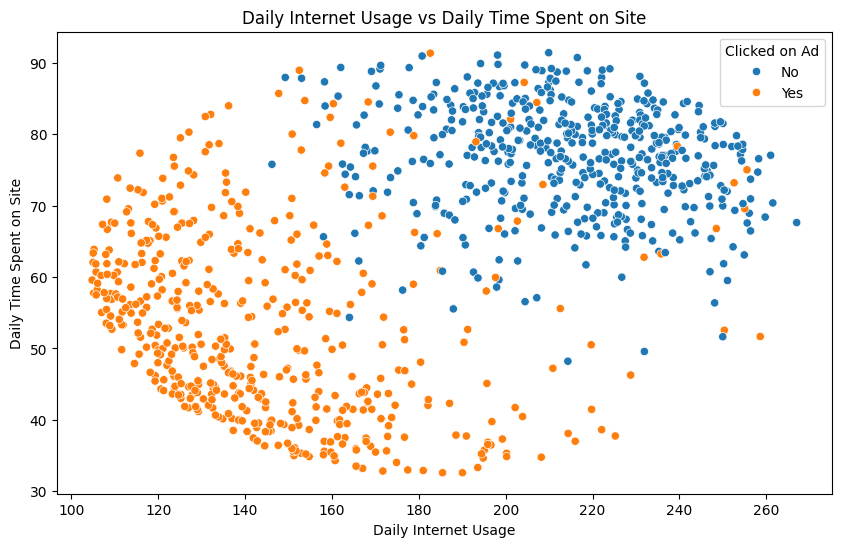 Daily Internet Usage vs Daily Time Spent on Site
Clicked on Ad
No
Yes
Daily Time Spent on Site
90
80
70
60
50
40
30
100 120 140 160 180 200 220 240 260
Daily Internet Usage